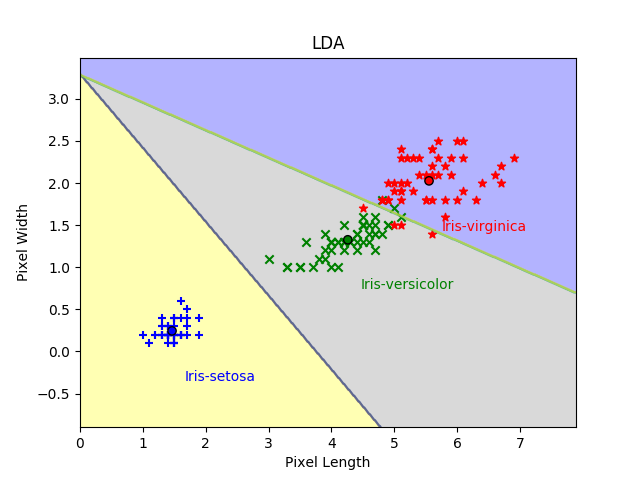 LDA
3.0
2.5
2.0
1.5
1.0
0.5
0.0
−0.5
Pixel Width
Iris-virginica
Iris-versicolor
Iris-setosa
0 1 2 3 4 5 6 7
Pixel Length